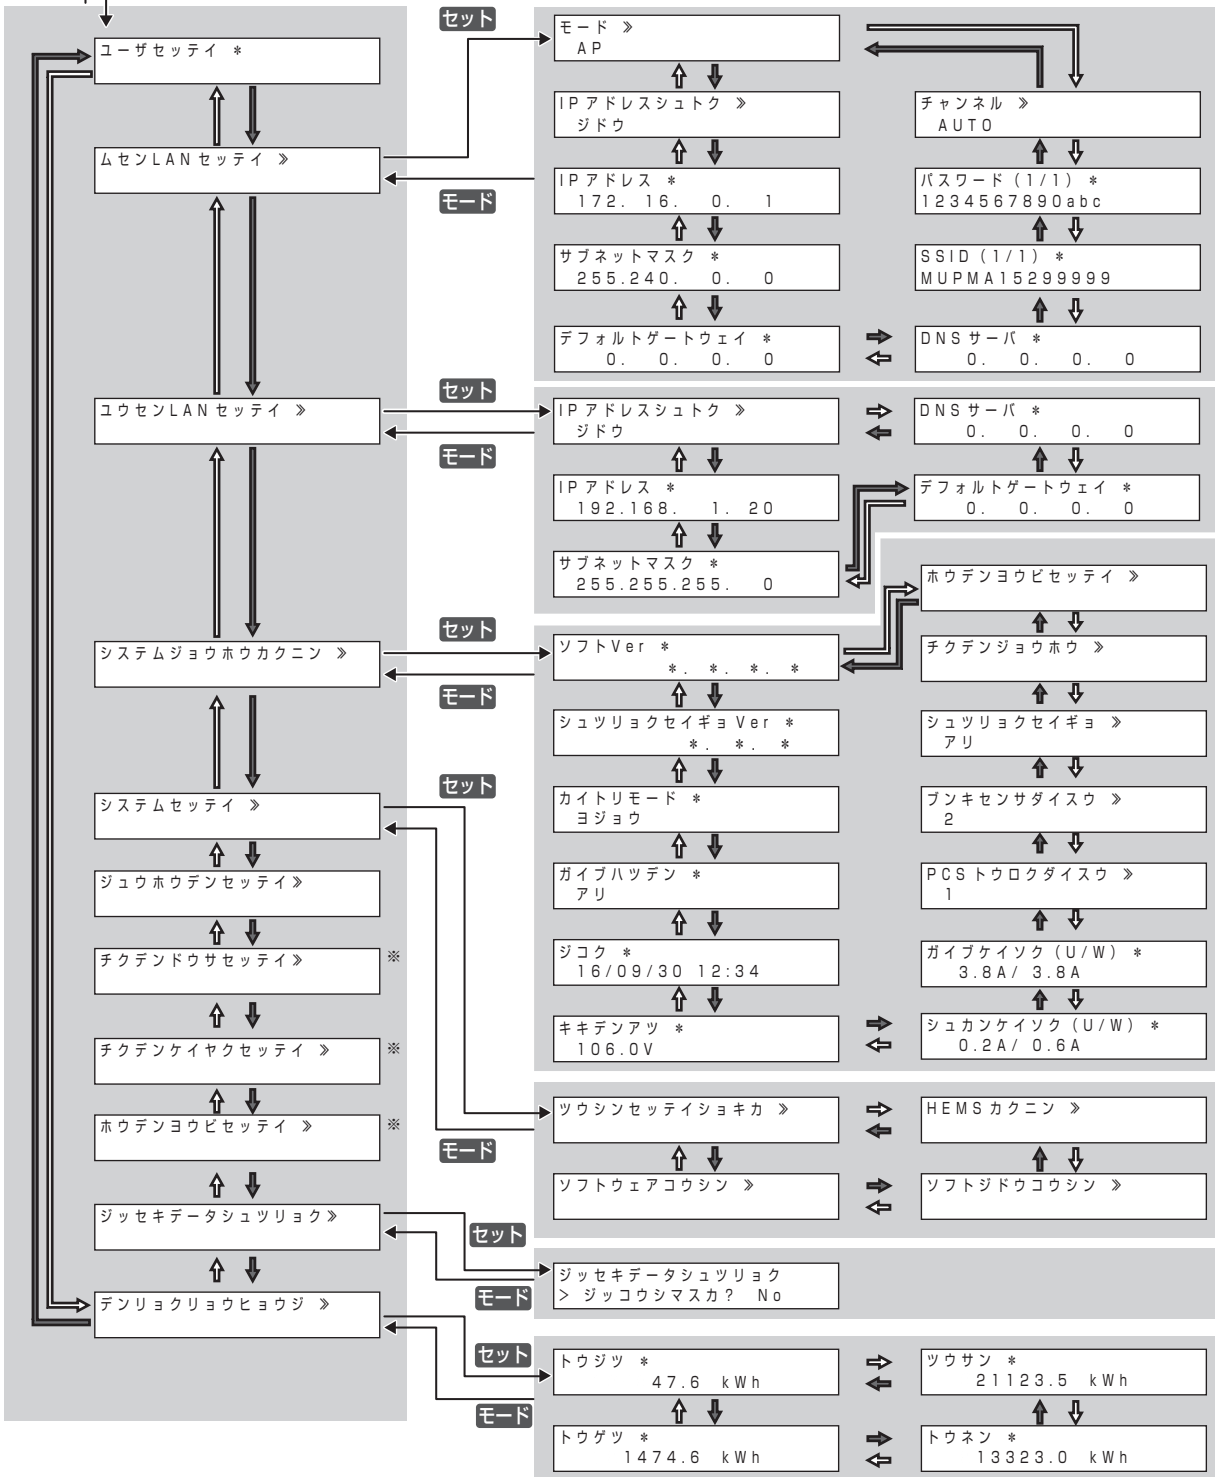 ユーザセッテイ *
ムセンLANセッテイ 》
ユウセンLANセッテイ 》
システムジョウホウカクニン 》
システムセッテイ 》
ジュウホウデンセッテイ》
チクデンドウサセッテイ》
※
チクデンケイヤクセッテイ 》
※
ホウデンヨウビセッテイ 》
※
ジッセキデータシュツリョク》
デンリョクリョウヒョウジ 》
セット
モード
モード 》
AP
IPアドレスシュトク 》
ジドウ
IPアドレス *
172. 16. 0. 1
サブネットマスク *
255.240. 0. 0
デフォルトゲートウェイ *
0. 0. 0. 0
チャンネル 》
AUTO
パスワード (1/1) *
1234567890abc
SSID (1/1) *
MUPMA15299999
DNSサーバ *
0. 0. 0. 0
セット
モード
IPアドレスシュトク 》
ジドウ
IPアドレス *
192.168. 1. 20
サブネットマスク *
255.255.255. 0
DNSサーバ *
0. 0. 0. 0
デフォルトゲートウェイ *
0. 0. 0. 0
セット
モード
ソフトVer *
*. *. *. *
シュツリョクセイギョVer *
*. *. *
カイトリモード *
ヨジョウ
ガイブハツデン *
アリ
ジコク *
16/09/30 12:34
キキデンアツ *
106.0V
ホウデンヨウビセッテイ 》
チクデンジョウホウ 》
シュツリョクセイギョ 》
アリ
ブンキセンサダイスウ 》
2
PCSトウロクダイスウ 》
1
ガイブケイソク(U/W) *
3.8A/ 3.8A
シュカンケイソク(U/W) *
0.2A/ 0.6A
セット
モード
ツウシンセッテイショキカ 》
HEMSカクニン 》
ソフトウェアコウシン 》
ソフトジドウコウシン 》
セット
モード
ジッセキデータシュツリョク
> ジッコウシマスカ? No
セット
モード
トウジツ *
47.6 kWh
ツウサン *
21123.5 kWh
トウゲツ *
1474.6 kWh
トウネン *
13323.0 kWh